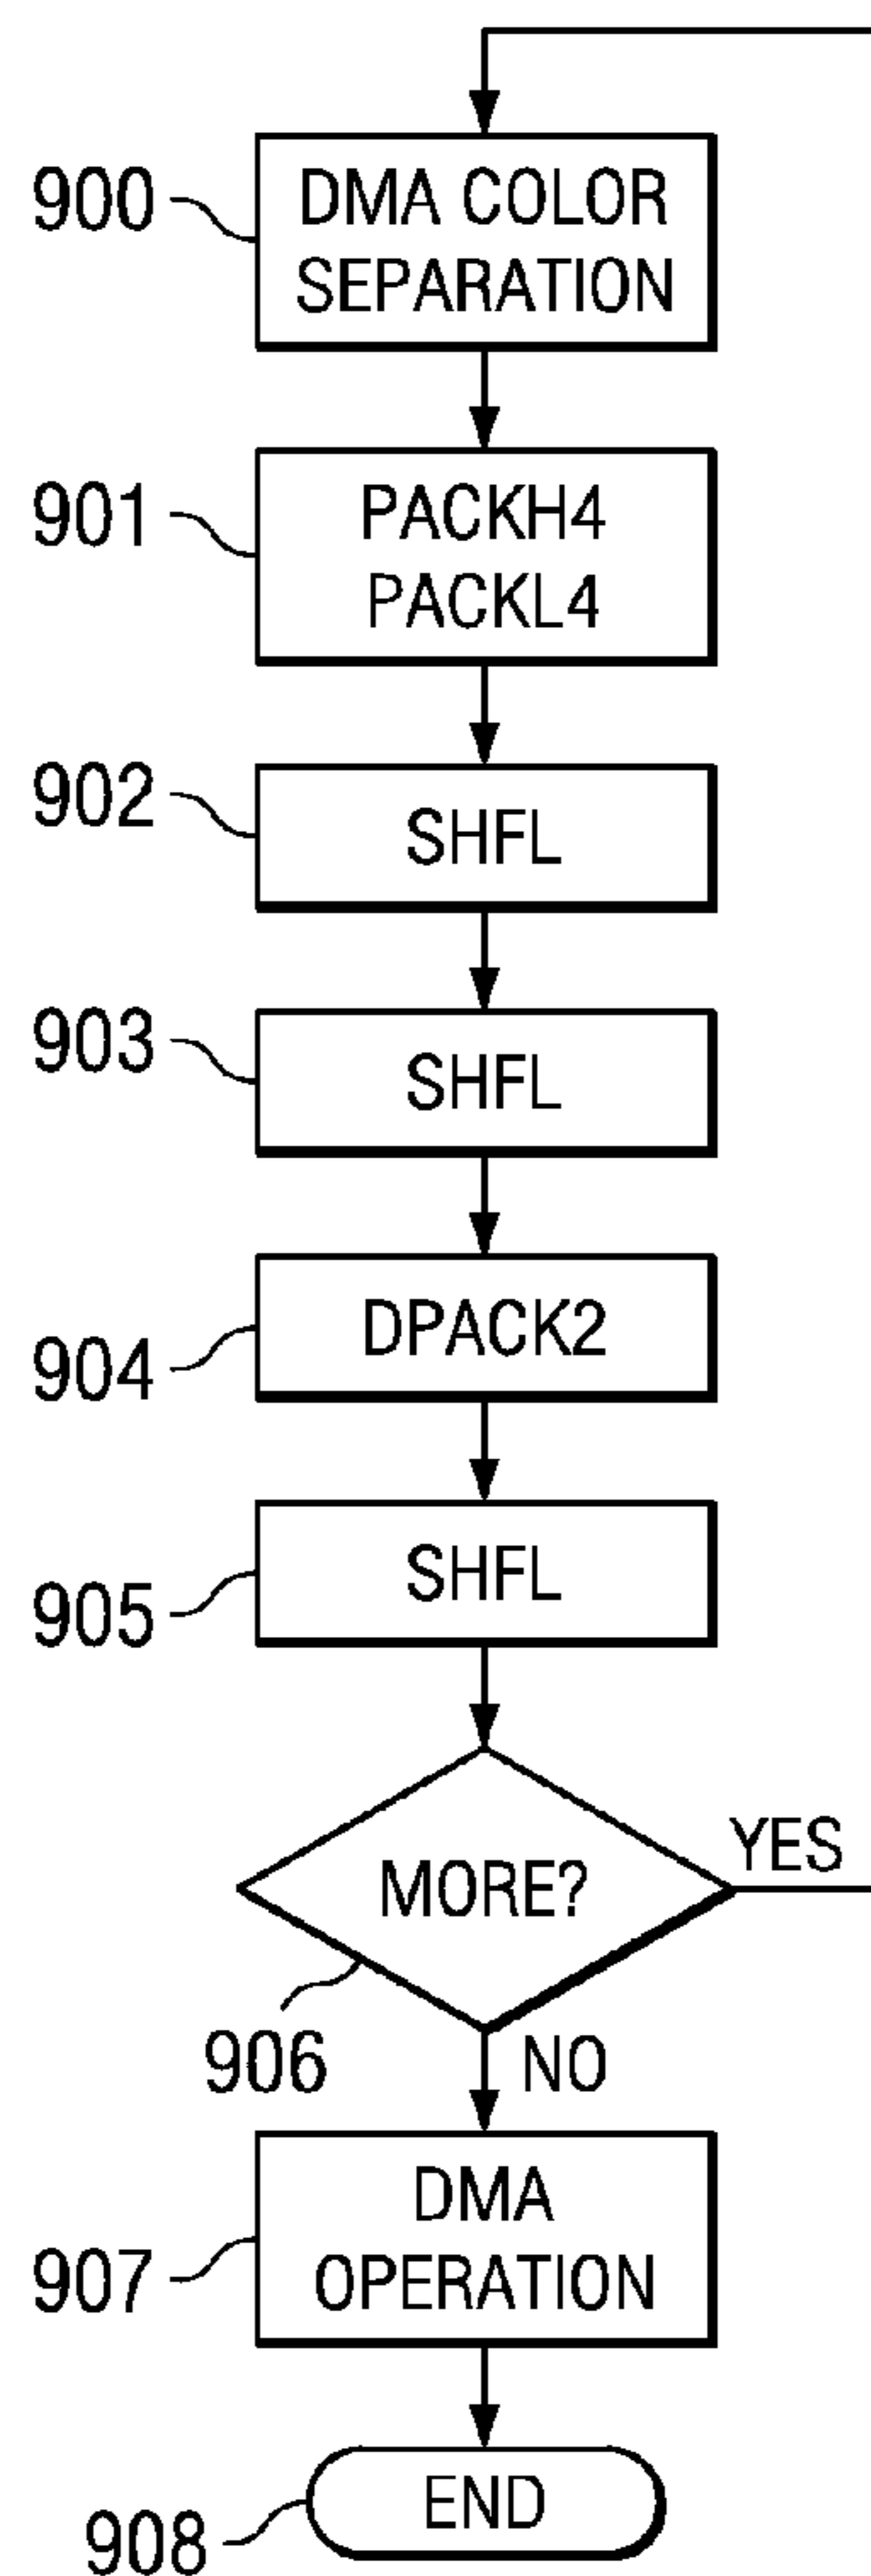 900
DMA COLOR
SEPARATION
901
PACKH4
PACKL4
902
SHFL
903
SHFL
904
DPACK2
905
SHFL
MORE?
YES
906
NO
907
DMA
OPERATION
908
END